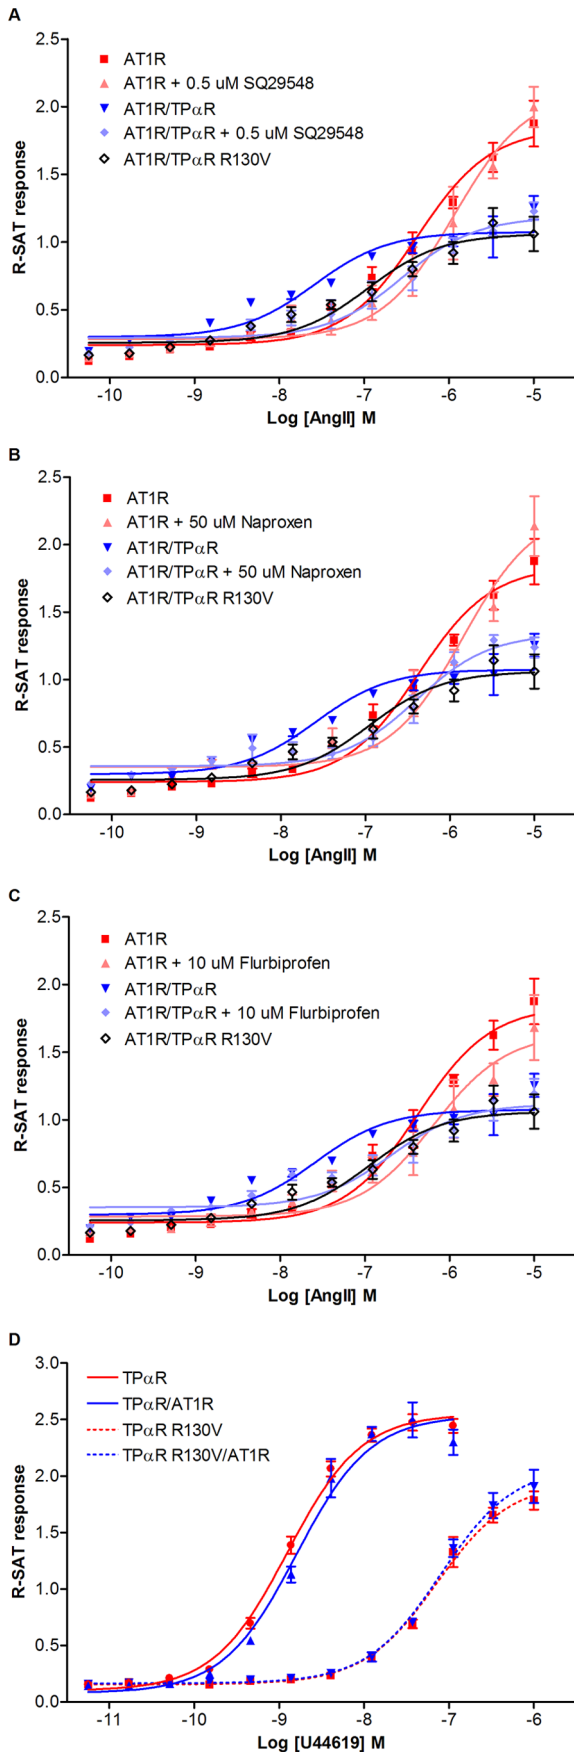 A
2.5
2.0
1.5
1.0
0.5
0.0
R-SAT response
AT1R
AT1R + 0.5 uM SQ29548
AT1R/TPαR
AT1R/TPαR + 0.5 uM SQ29548
AT1R/TPαR R130V
-10 -9 -8 -7 -6 -5
Log [AngII] M
B
2.5
2.0
1.5
1.0
0.5
0.0
R-SAT response
AT1R
AT1R + 50 uM Naproxen
AT1R/TPαR
AT1R/TPαR + 50 uM Naproxen
AT1R/TPαR R130V
-10 -9 -8 -7 -6 -5
Log [AngII] M
C
2.5
2.0
1.5
1.0
0.5
0.0
R-SAT response
AT1R
AT1R + 10 uM Flurbiprofen
AT1R/TPαR
AT1R/TPαR + 10 uM Flurbiprofen
AT1R/TPαR R130V
-10 -9 -8 -7 -6 -5
Log [AngII] M
D
3.0
2.5
2.0
1.5
1.0
0.5
0.0
R-SAT response
TPαR
TPαR/AT1R
TPαR R130V
TPαR R130V/AT1R
-11 -10 -9 -8 -7 -6
Log [U44619] M